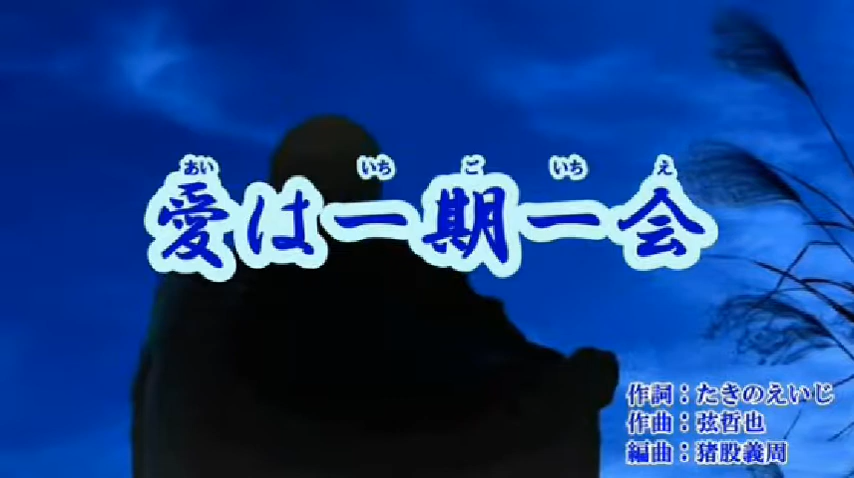 あい いち ご いち え
愛は一期一会
作詞：たきのえいじ
作曲：弦哲也
編曲：猪股義周